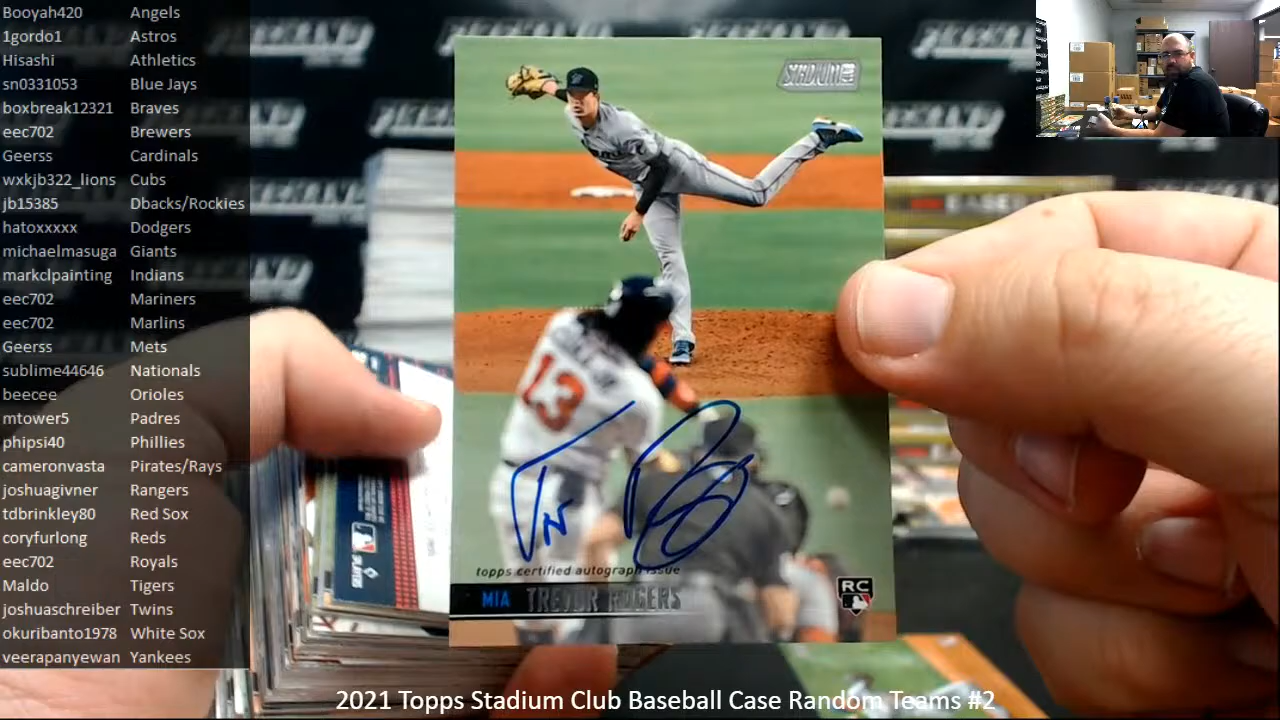 Booyah420 Angels
1gordo1 Astros
Hisashi Athletics
sn0331053 Blue Jays
boxbreak12321 Braves
eec702 Brewers
Geerss Cardinals
wxkjb322_lions Cubs
jb15385 Dbacks/Rockies
hatoxxxxx Dodgers
michaelmasuga Giants
markclpainting Indians
eec702 Mariners
eec702 Marlins
Geerss Mets
sublime44646 Nationals
beecee Orioles
mtower5 Padres
phipsi40 Phillies
cameronvasta Pirates/Rays
joshuagivner Rangers
tdbrinkley80 Red Sox
coryfurlong Reds
eec702 Royals
Maldo Tigers
joshuaschreiber Twins
okuribanto1978 White Sox
veerapanyewan Yankees
STADIUM
13
topps certified autograph issue
MIA TREVOR ROGERS
RC
2021 Topps Stadium Club Baseball Case Random Teams #2